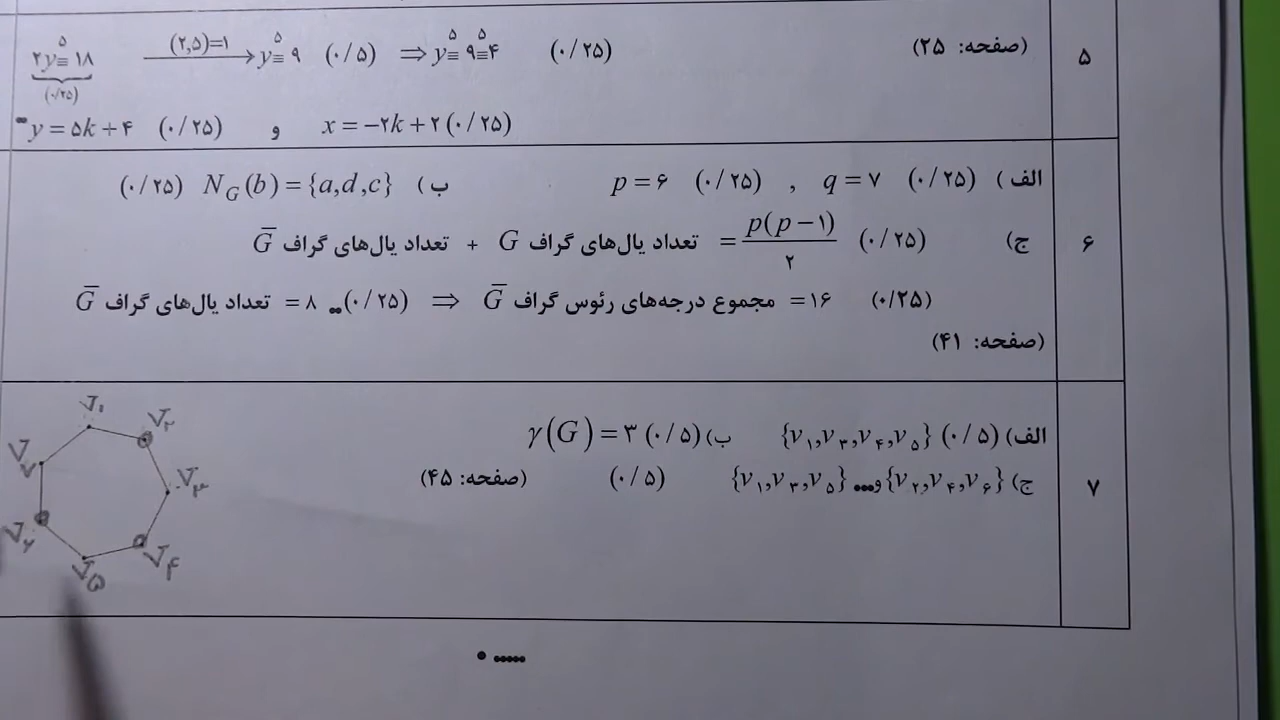 ۵
۲y ≡ ۱۸ (۰/۲۵) (۲,۵)=۱ → y ≡ ۹ (۰/۵) ⇒ y ≡ ۹ ≡ ۴ (۰/۲۵) (صفحه: ۲۵)
y = ۵k + ۴ (۰/۲۵) و x = −۲k + ۲ (۰/۲۵)
۶
الف) p = ۶ (۰/۲۵) , q = ۷ (۰/۲۵) ب) N_G(b) = {a,d,c} (۰/۲۵)
ج) تعداد یال‌های گراف G + تعداد یال‌های گراف G̅ = p(p − ۱)/۲ (۰/۲۵)
(۰/۲۵) ۱۶ = مجموع درجه‌های رئوس گراف G̅ ⇒ (۰/۲۵) ۸ = تعداد یال‌های گراف G̅
(صفحه: ۴۱)
۷
الف) {v۱,v۳,v۴,v۵} (۰/۵) ب) γ(G) = ۳ (۰/۵)
ج) {v۲,v۴,v۶} و... {v۱,v۳,v۵} (۰/۵) (صفحه: ۴۵)
V۱
V۲
V۳
V۴
V۵
V۶
V۷